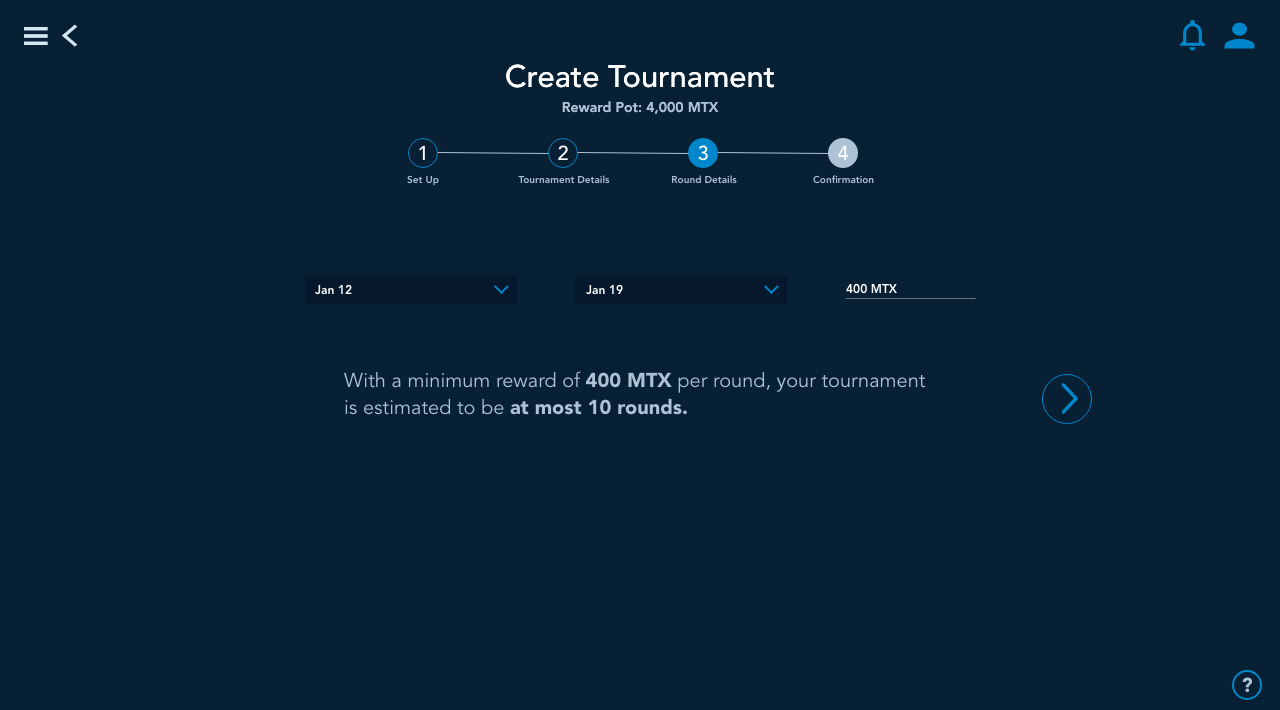 Create Tournament
Reward Pot: 4,000 MTX
1 2 3 4
Set Up Tournament Details Round Details Confirmation
Jan 12 Jan 19 400 MTX
With a minimum reward of 400 MTX per round, your tournament
is estimated to be at most 10 rounds.
?